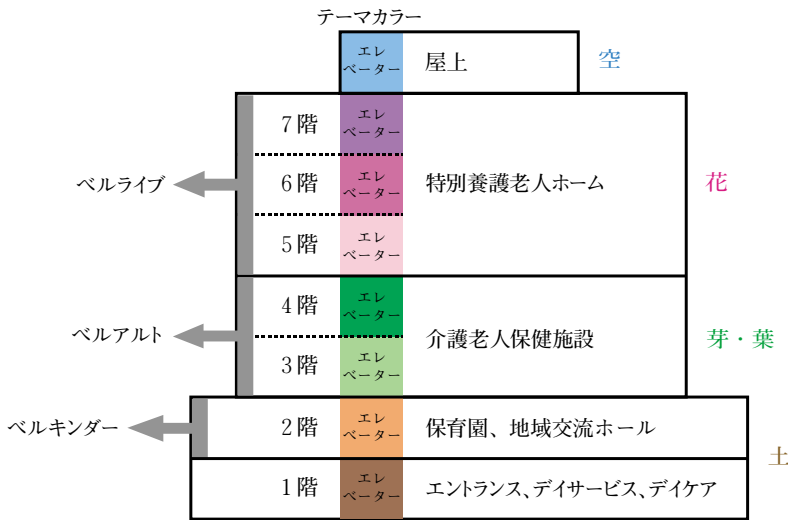 テーマカラー
エレ
ベーター
屋上
空
7階
エレ
ベーター
ベルライブ
6階
エレ
ベーター
特別養護老人ホーム
花
5階
エレ
ベーター
4階
エレ
ベーター
ベルアルト
介護老人保健施設
芽・葉
3階
エレ
ベーター
ベルキンダー
2階
エレ
ベーター
保育園、地域交流ホール
土
1階
エレ
ベーター
エントランス、デイサービス、デイケア